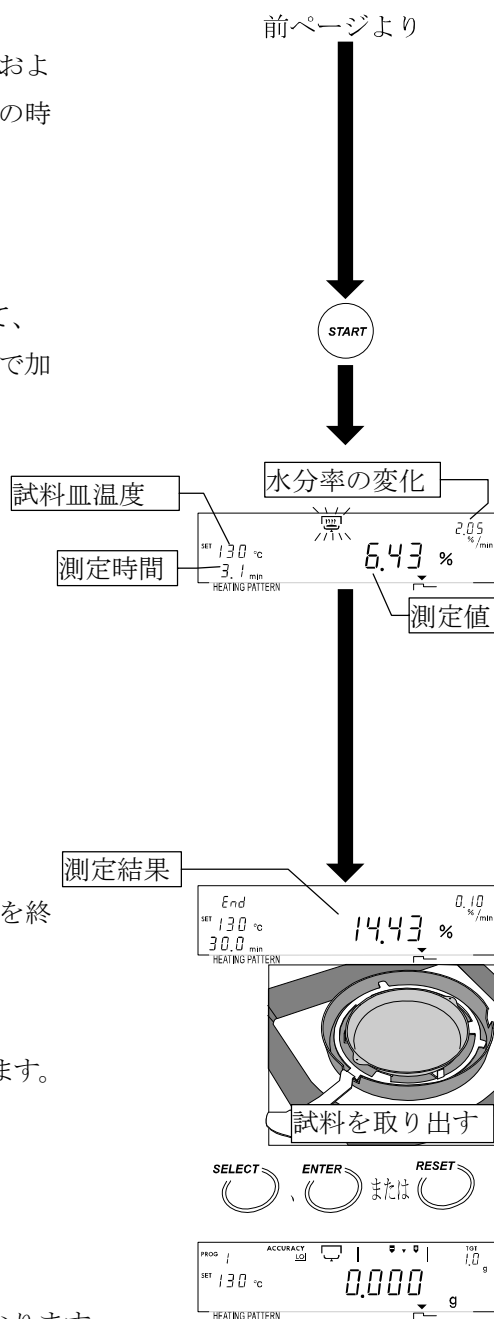 前ページより
およ
の時
START
て、
で加
水分率の変化
試料皿温度
2.05 %/min
SET 130 °C
6.43 %
測定時間
3.1 min
HEATING PATTERN
測定値
測定結果
End
0.10 %/min
を終
SET 130 °C
14.43 %
30.0 min
HEATING PATTERN
ます。
試料を取り出す
SELECT 、 ENTER または RESET
PROG 1
ACCURACY
LO
TGT
1.0 g
SET 130 °C
0.000 g
HEATING PATTERN